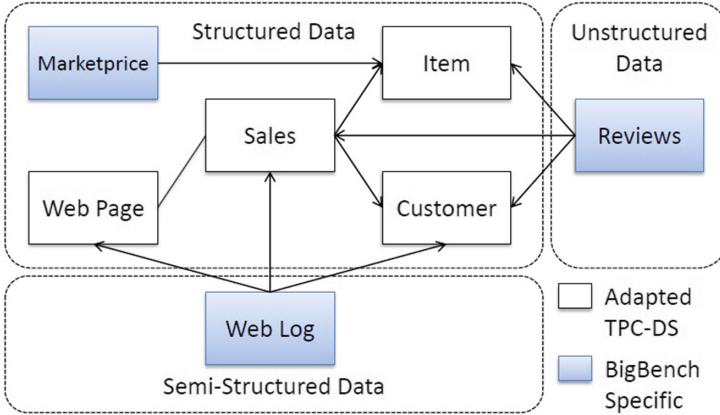 Structured Data
Unstructured
Data
Marketprice
Item
Sales
Reviews
Web Page
Customer
Web Log
Semi-Structured Data
Adapted
TPC-DS
BigBench
Specific